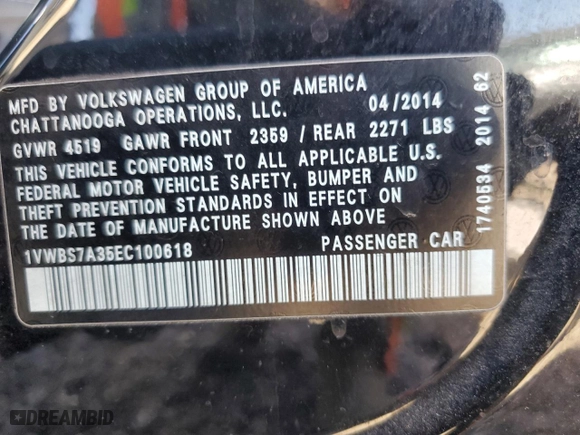 MFD BY VOLKSWAGEN GROUP OF AMERICA
CHATTANOOGA OPERATIONS, LLC. 04/2014
GVWR 4519 GAWR FRONT 2359 / REAR 2271 LBS
THIS VEHICLE CONFORMS TO ALL APPLICABLE U.S.
FEDERAL MOTOR VEHICLE SAFETY, BUMPER AND
THEFT PREVENTION STANDARDS IN EFFECT ON
THE DATE OF MANUFACTURE SHOWN ABOVE
1VWBS7A35EC100618 PASSENGER CAR
1740534 2014 62
DREAMBID